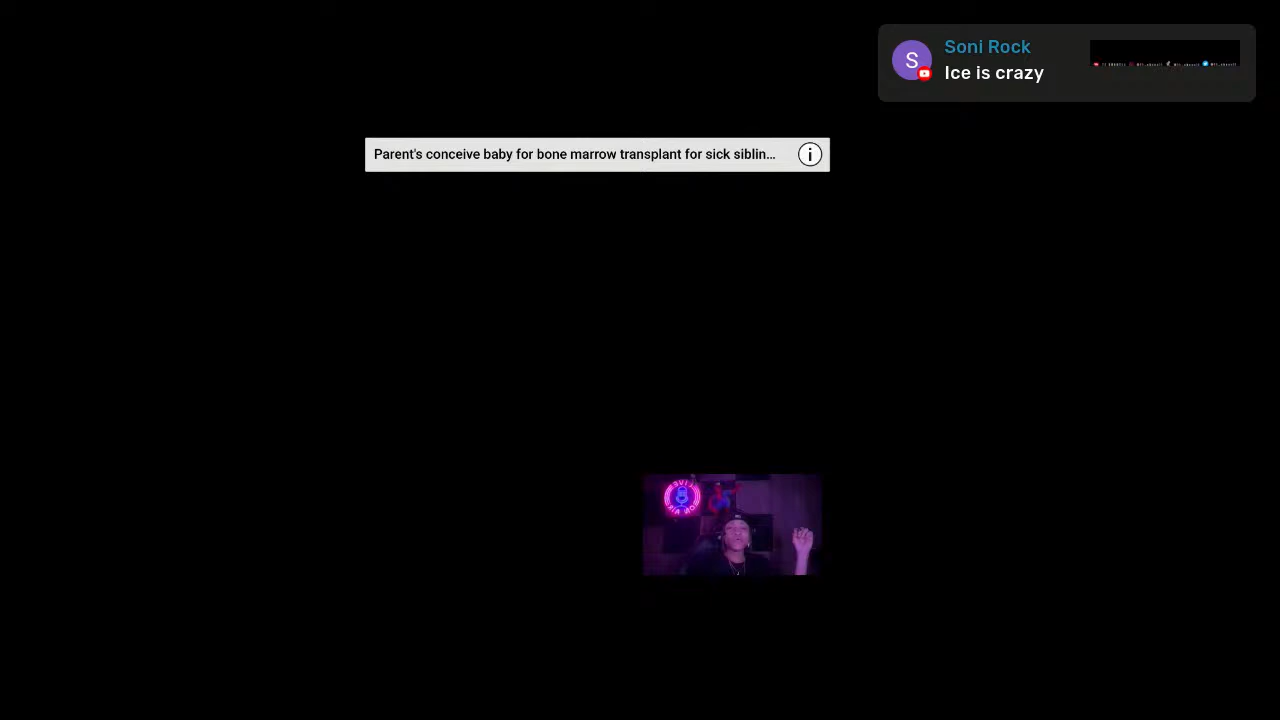 Soni Rock
Ice is crazy
S
Parent's conceive baby for bone marrow transplant for sick siblin...
i